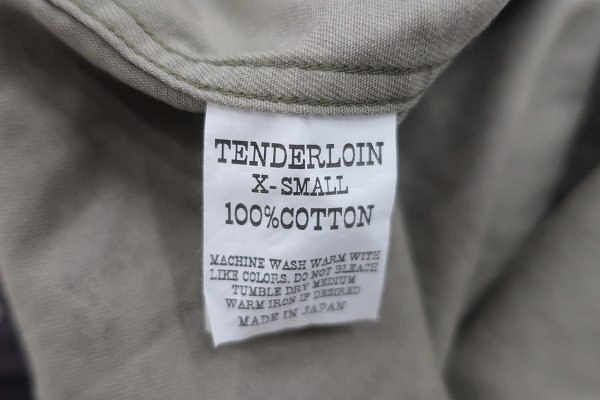 TENDERLOIN
X-SMALL
100%COTTON
MACHINE WASH WARM WITH
LIKE COLORS. DO NOT BLEACH
TUMBLE DRY MEDIUM
WARM IRON IF DESIRED
MADE IN JAPAN